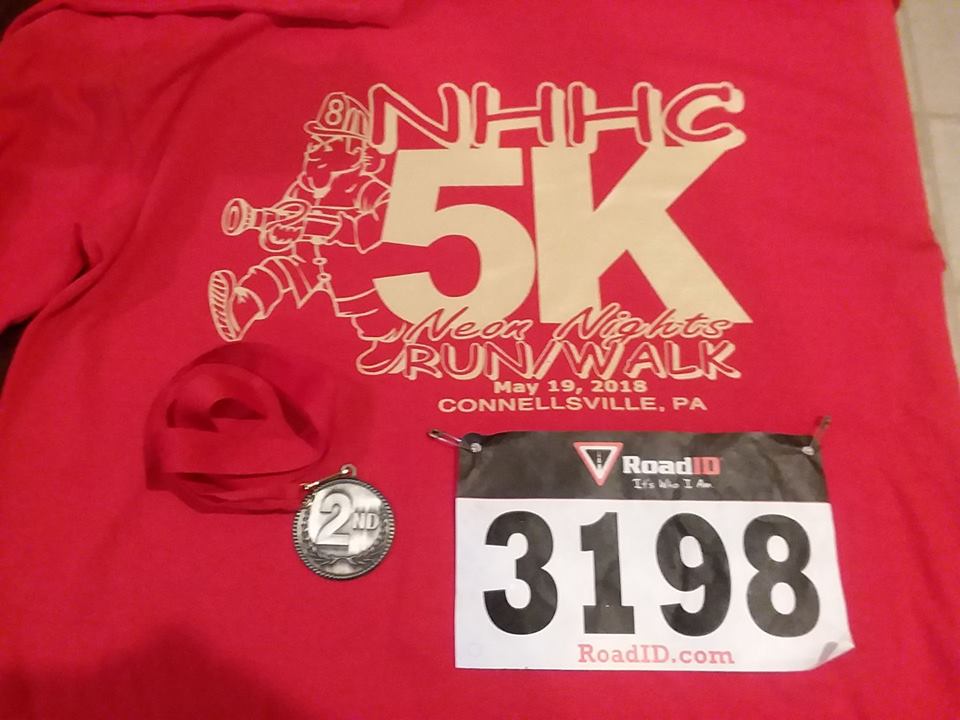 8
NHHC
5K
Neon Nights
RUN/WALK
May 19, 2018
CONNELLSVILLE, PA
2ND
RoadID
It's Who I Am
3198
RoadID.com